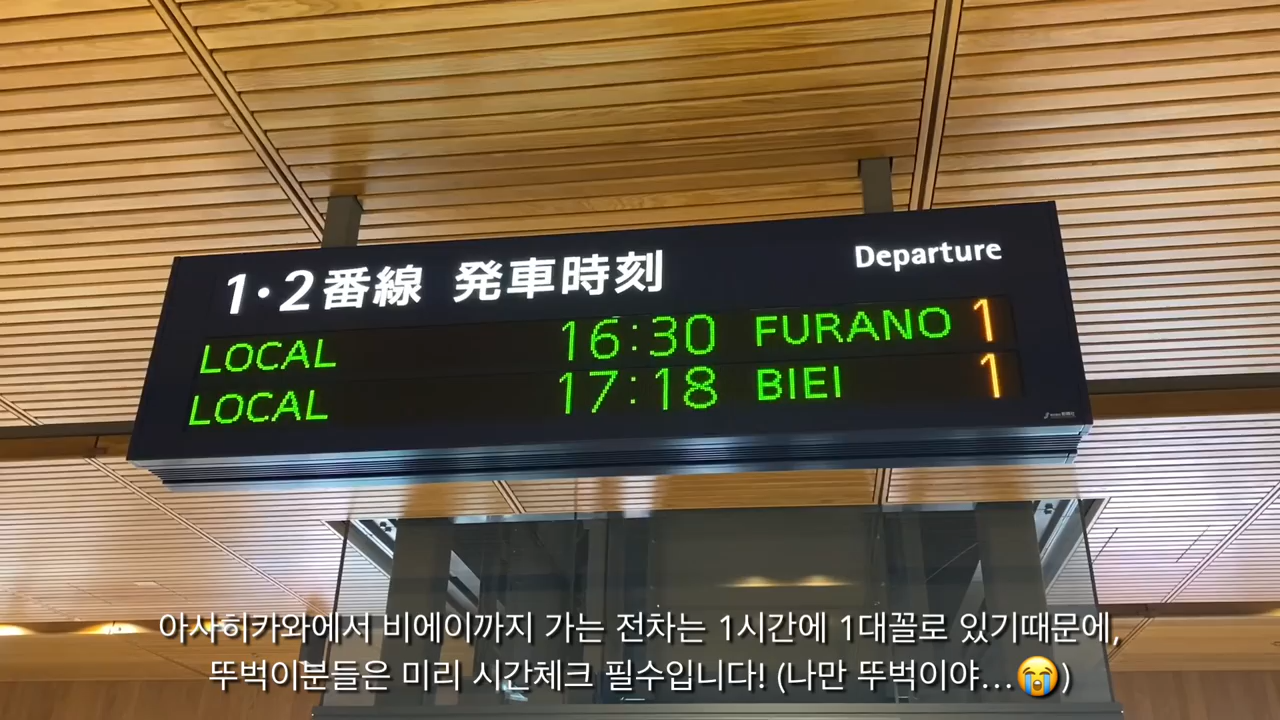 1・2番線 発車時刻 Departure
LOCAL 16:30 FURANO 1
LOCAL 17:18 BIEI 1
아사히카와에서 비에이까지 가는 전차는 1시간에 1대꼴로 있기때문에,
뚜벅이분들은 미리 시간체크 필수입니다! (나만 뚜벅이야...😭)